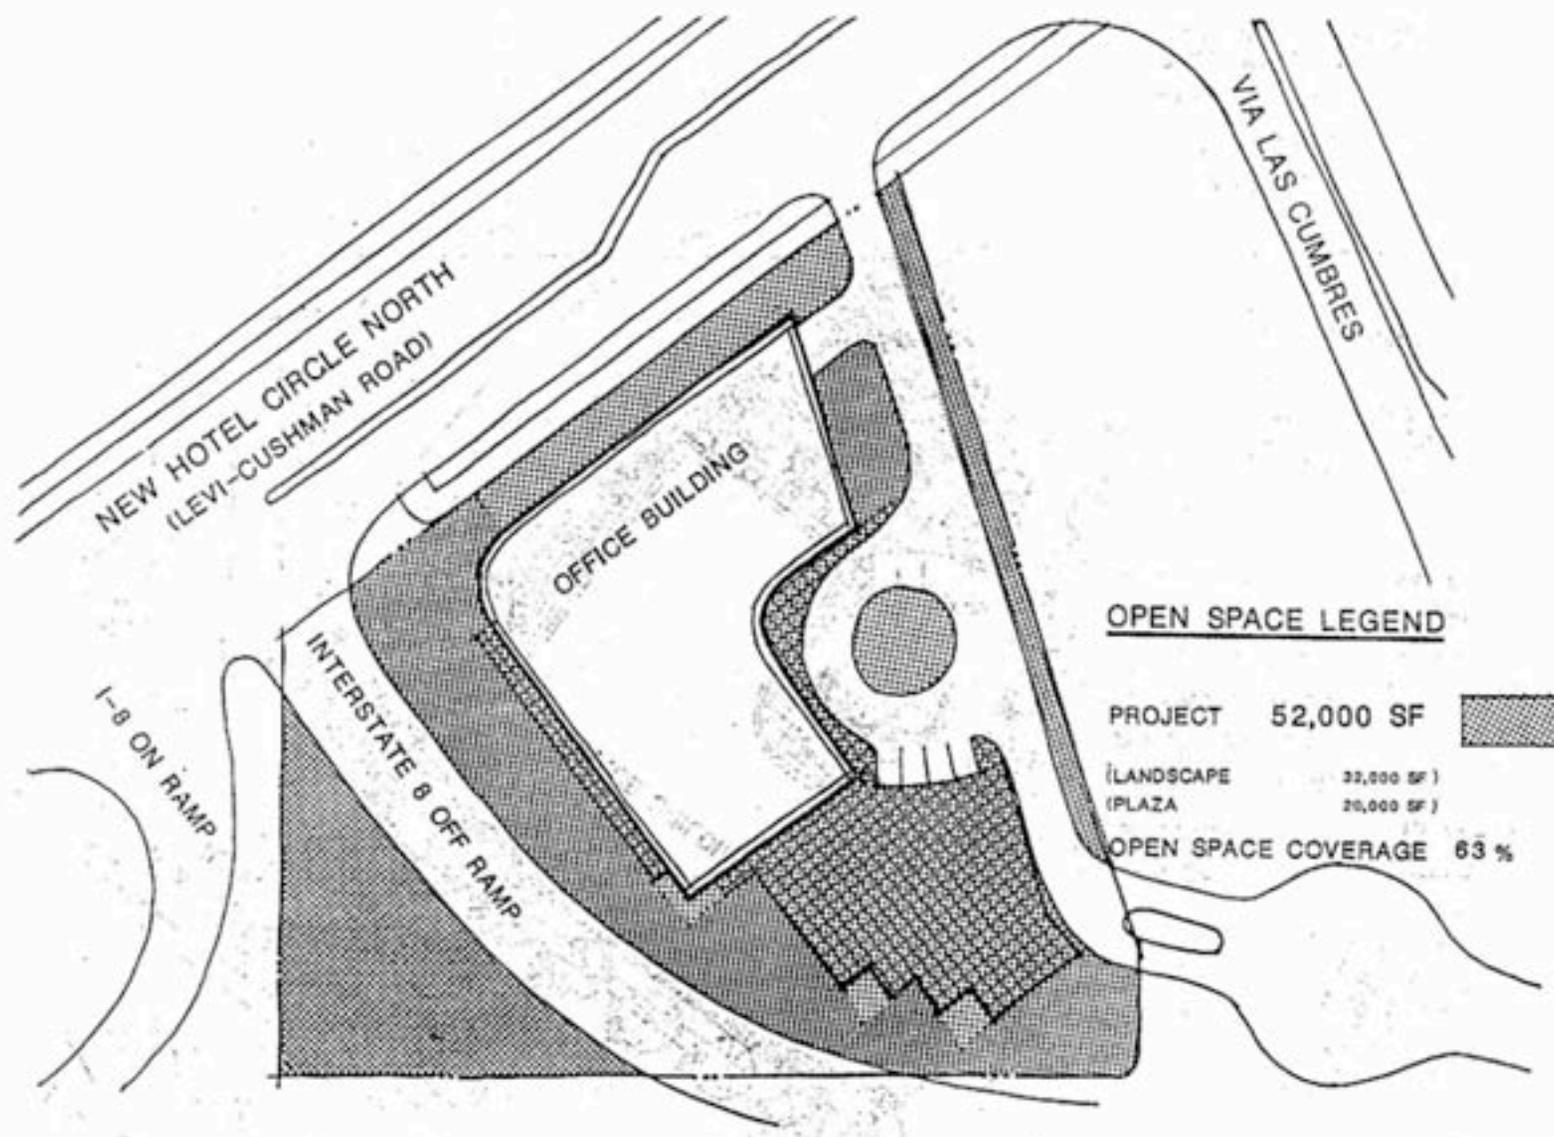 VIA LAS CUMBRES
NEW HOTEL CIRCLE NORTH
(LEVI-CUSHMAN ROAD)
OFFICE BUILDING
INTERSTATE 8 OFF RAMP
I-8 ON RAMP
OPEN SPACE LEGEND
PROJECT 52,000 SF
(LANDSCAPE 32,000 SF)
(PLAZA 20,000 SF)
OPEN SPACE COVERAGE 63 %